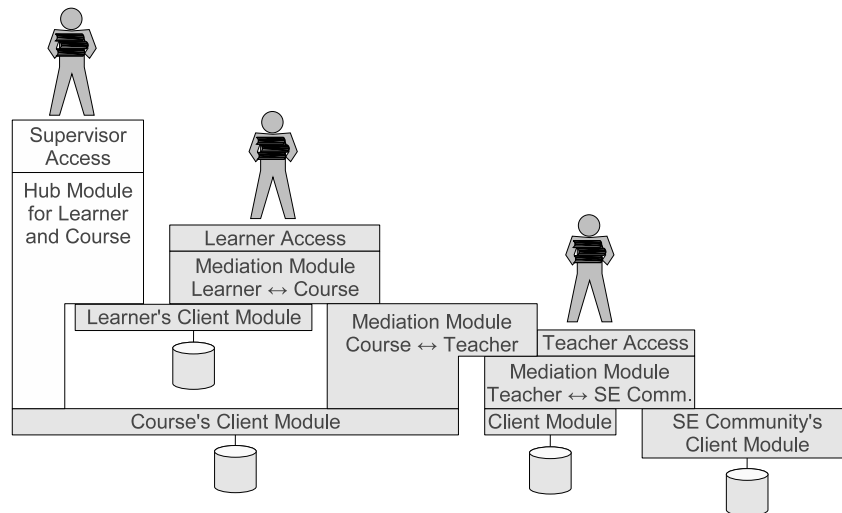 Supervisor
Access
Hub Module
for Learner
and Course
Learner Access
Mediation Module
Learner ↔ Course
Learner's Client Module
Mediation Module
Course ↔ Teacher
Teacher Access
Mediation Module
Teacher ↔ SE Comm.
Course's Client Module
Client Module
SE Community's
Client Module